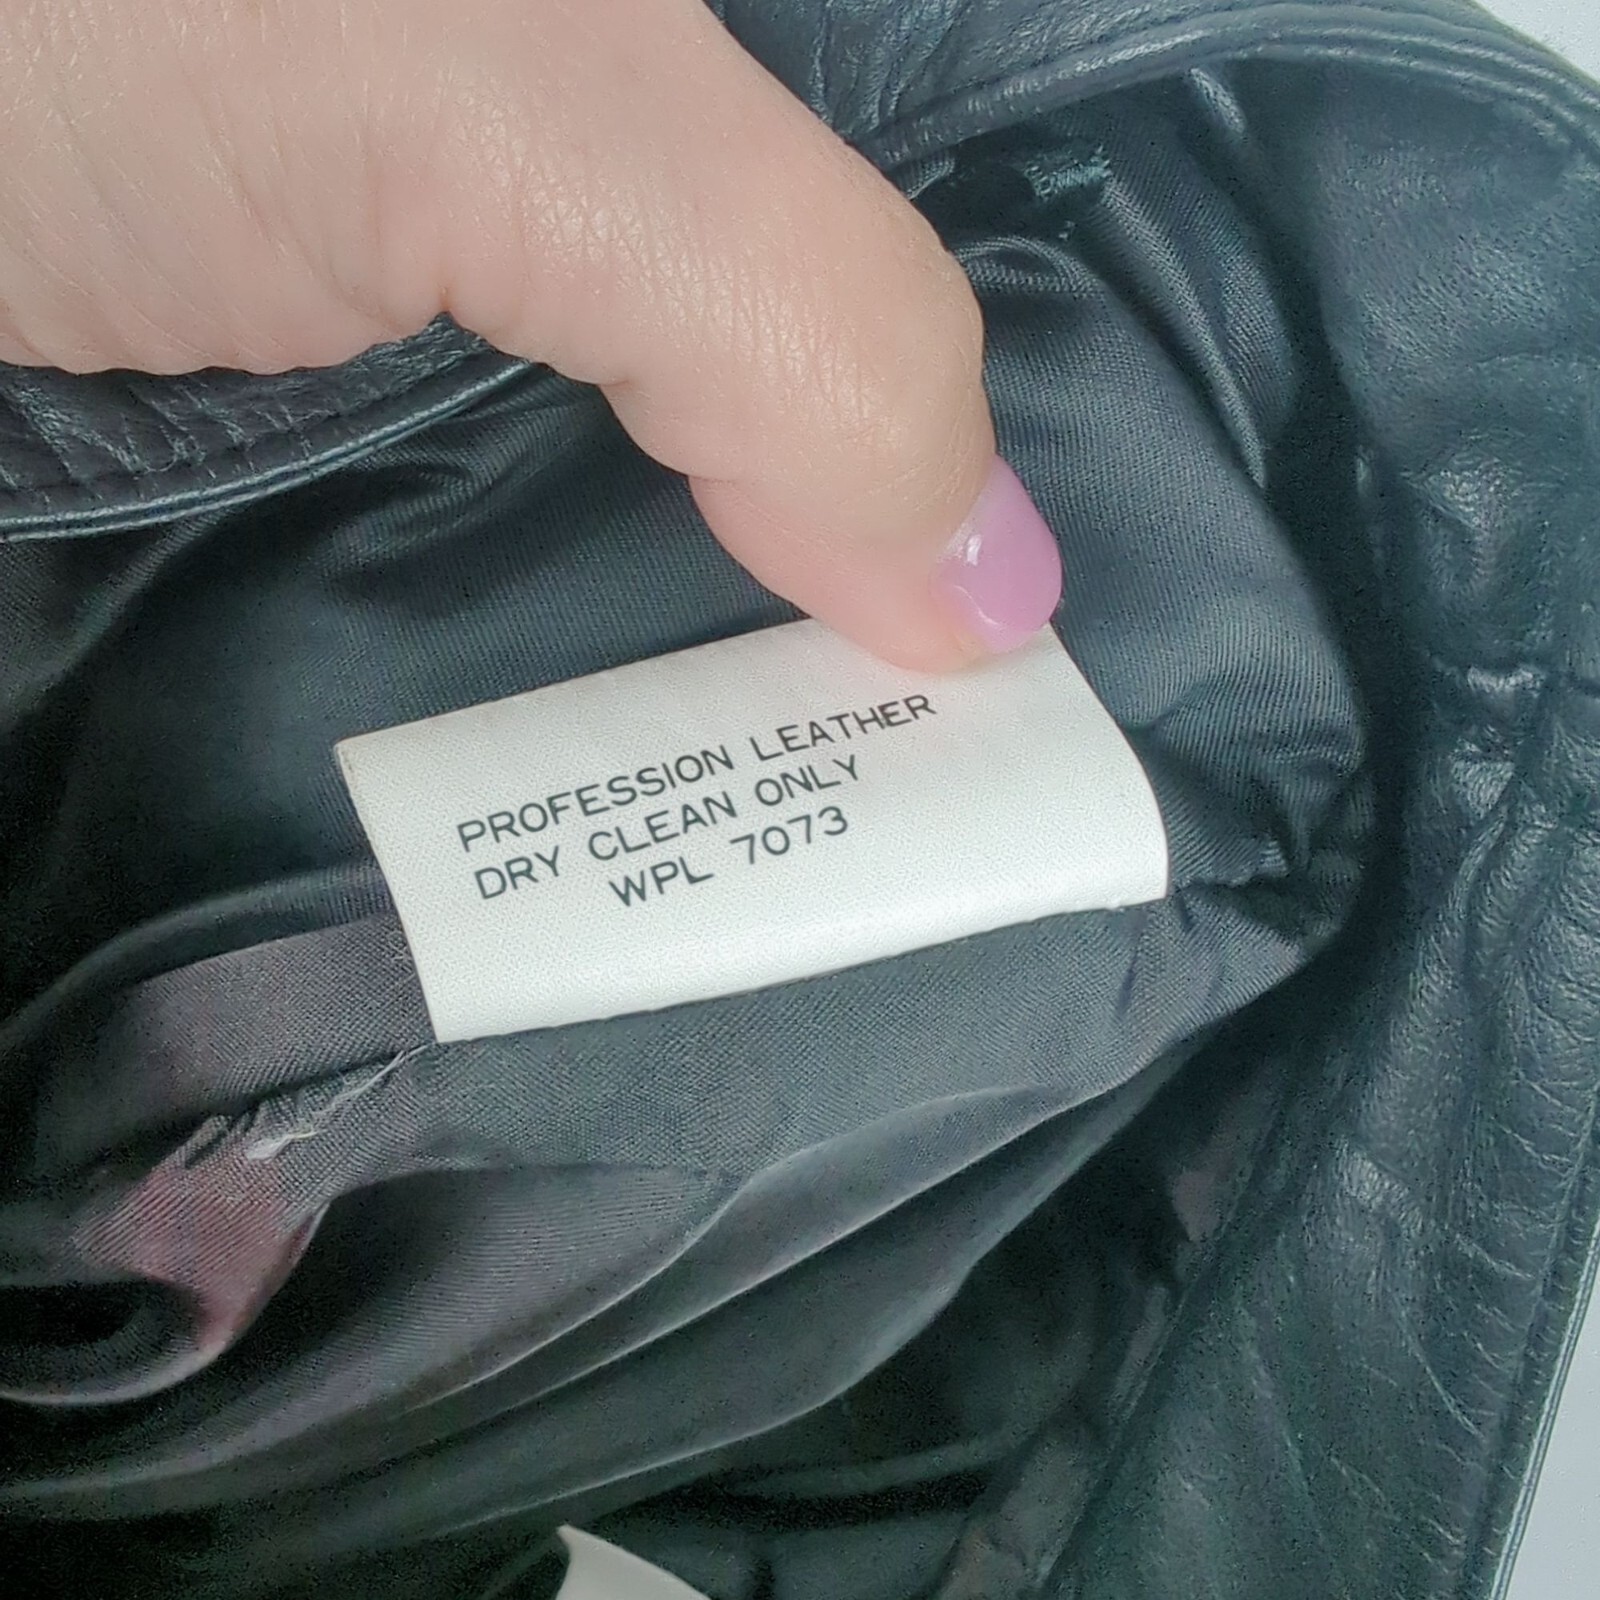 PROFESSION LEATHER
DRY CLEAN ONLY
WPL 7073